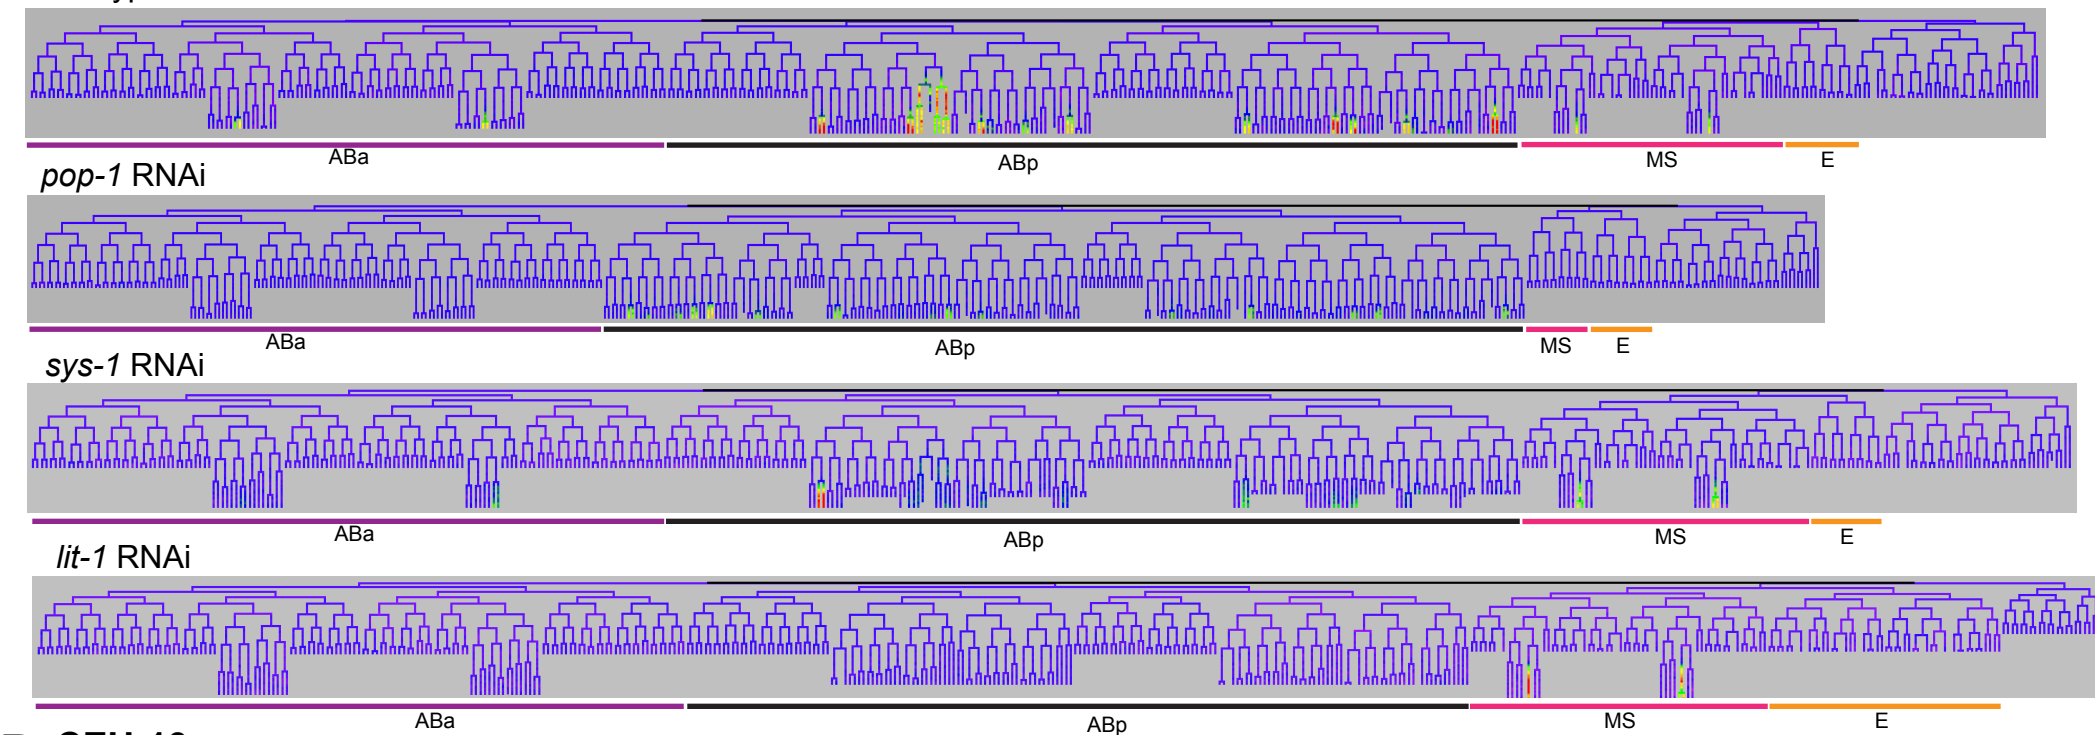 ABa ABp MS E
pop-1 RNAi
ABa ABp MS E
sys-1 RNAi
ABa ABp MS E
lit-1 RNAi
ABa ABp MS E